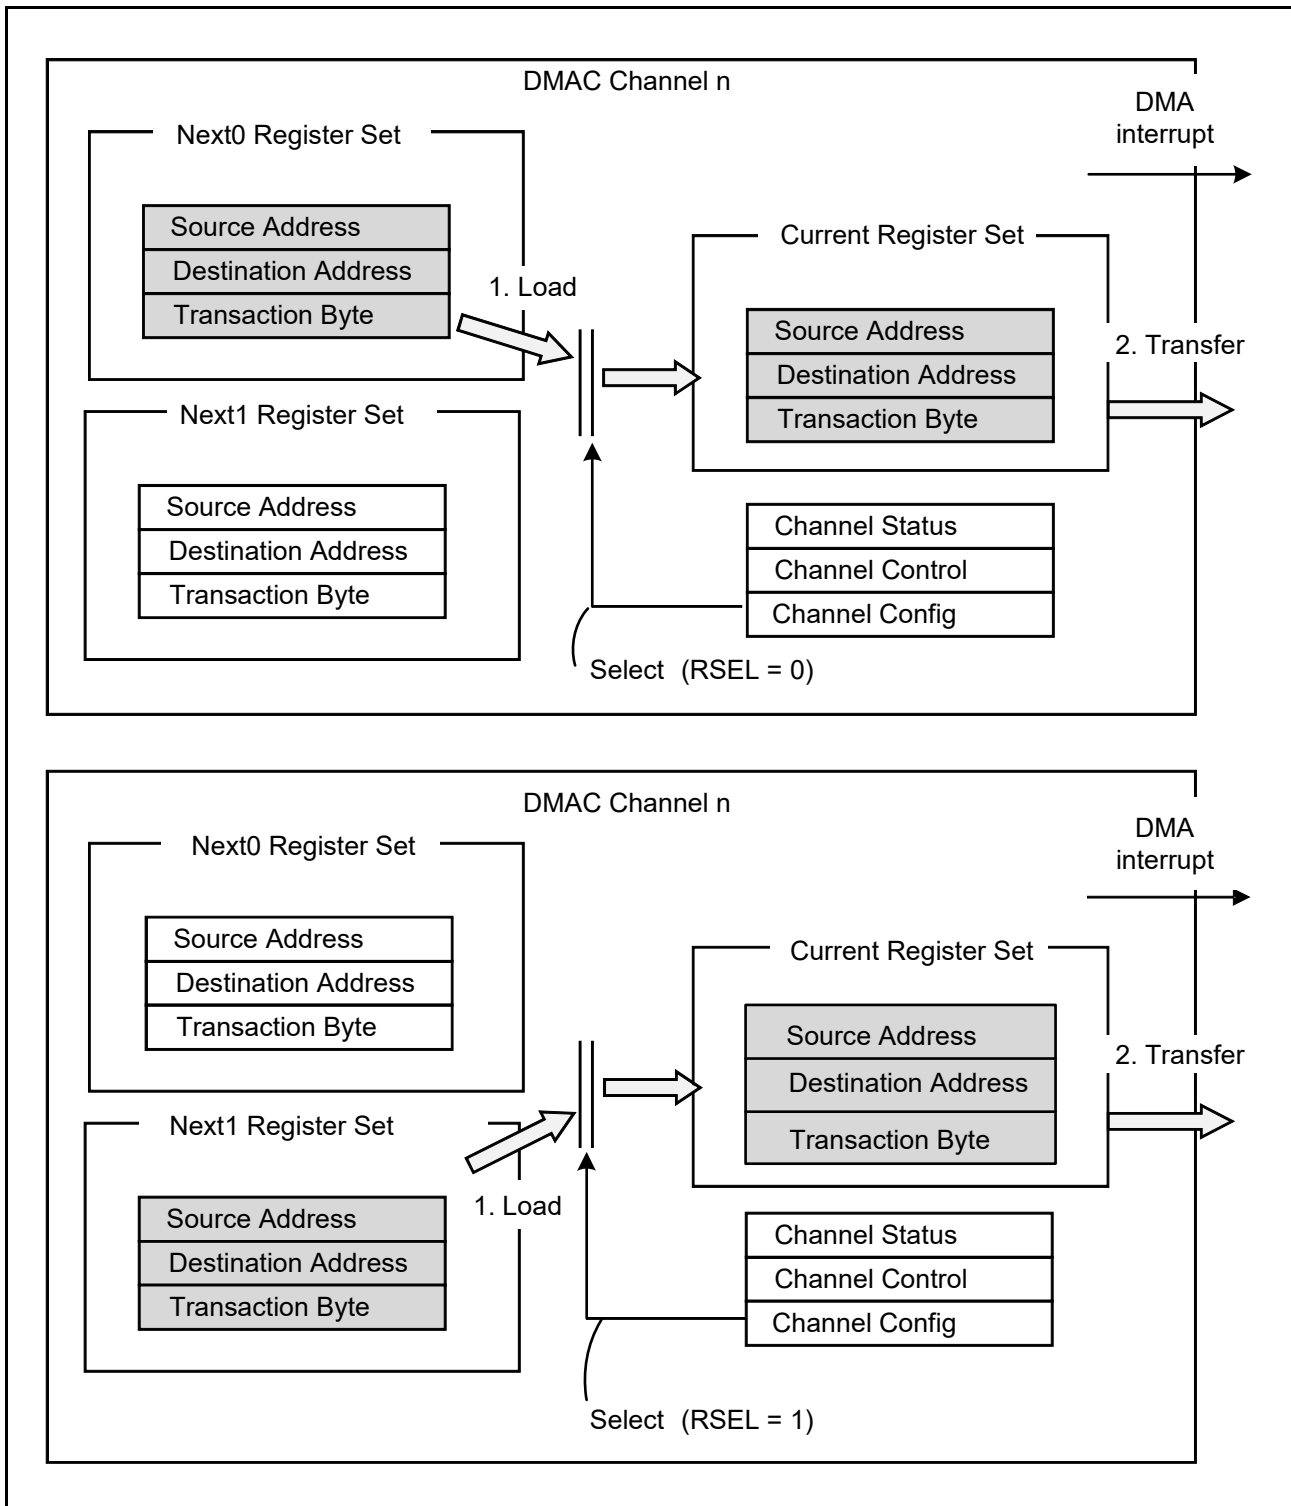 DMAC Channel n
DMA
interrupt
Next0 Register Set
Source Address
Destination Address
Transaction Byte
1. Load
Current Register Set
Source Address
Destination Address
Transaction Byte
2. Transfer
Next1 Register Set
Source Address
Destination Address
Transaction Byte
Channel Status
Channel Control
Channel Config
Select (RSEL = 0)
DMAC Channel n
DMA
interrupt
Next0 Register Set
Source Address
Destination Address
Transaction Byte
Current Register Set
Source Address
Destination Address
Transaction Byte
2. Transfer
Next1 Register Set
1. Load
Source Address
Destination Address
Transaction Byte
Channel Status
Channel Control
Channel Config
Select (RSEL = 1)